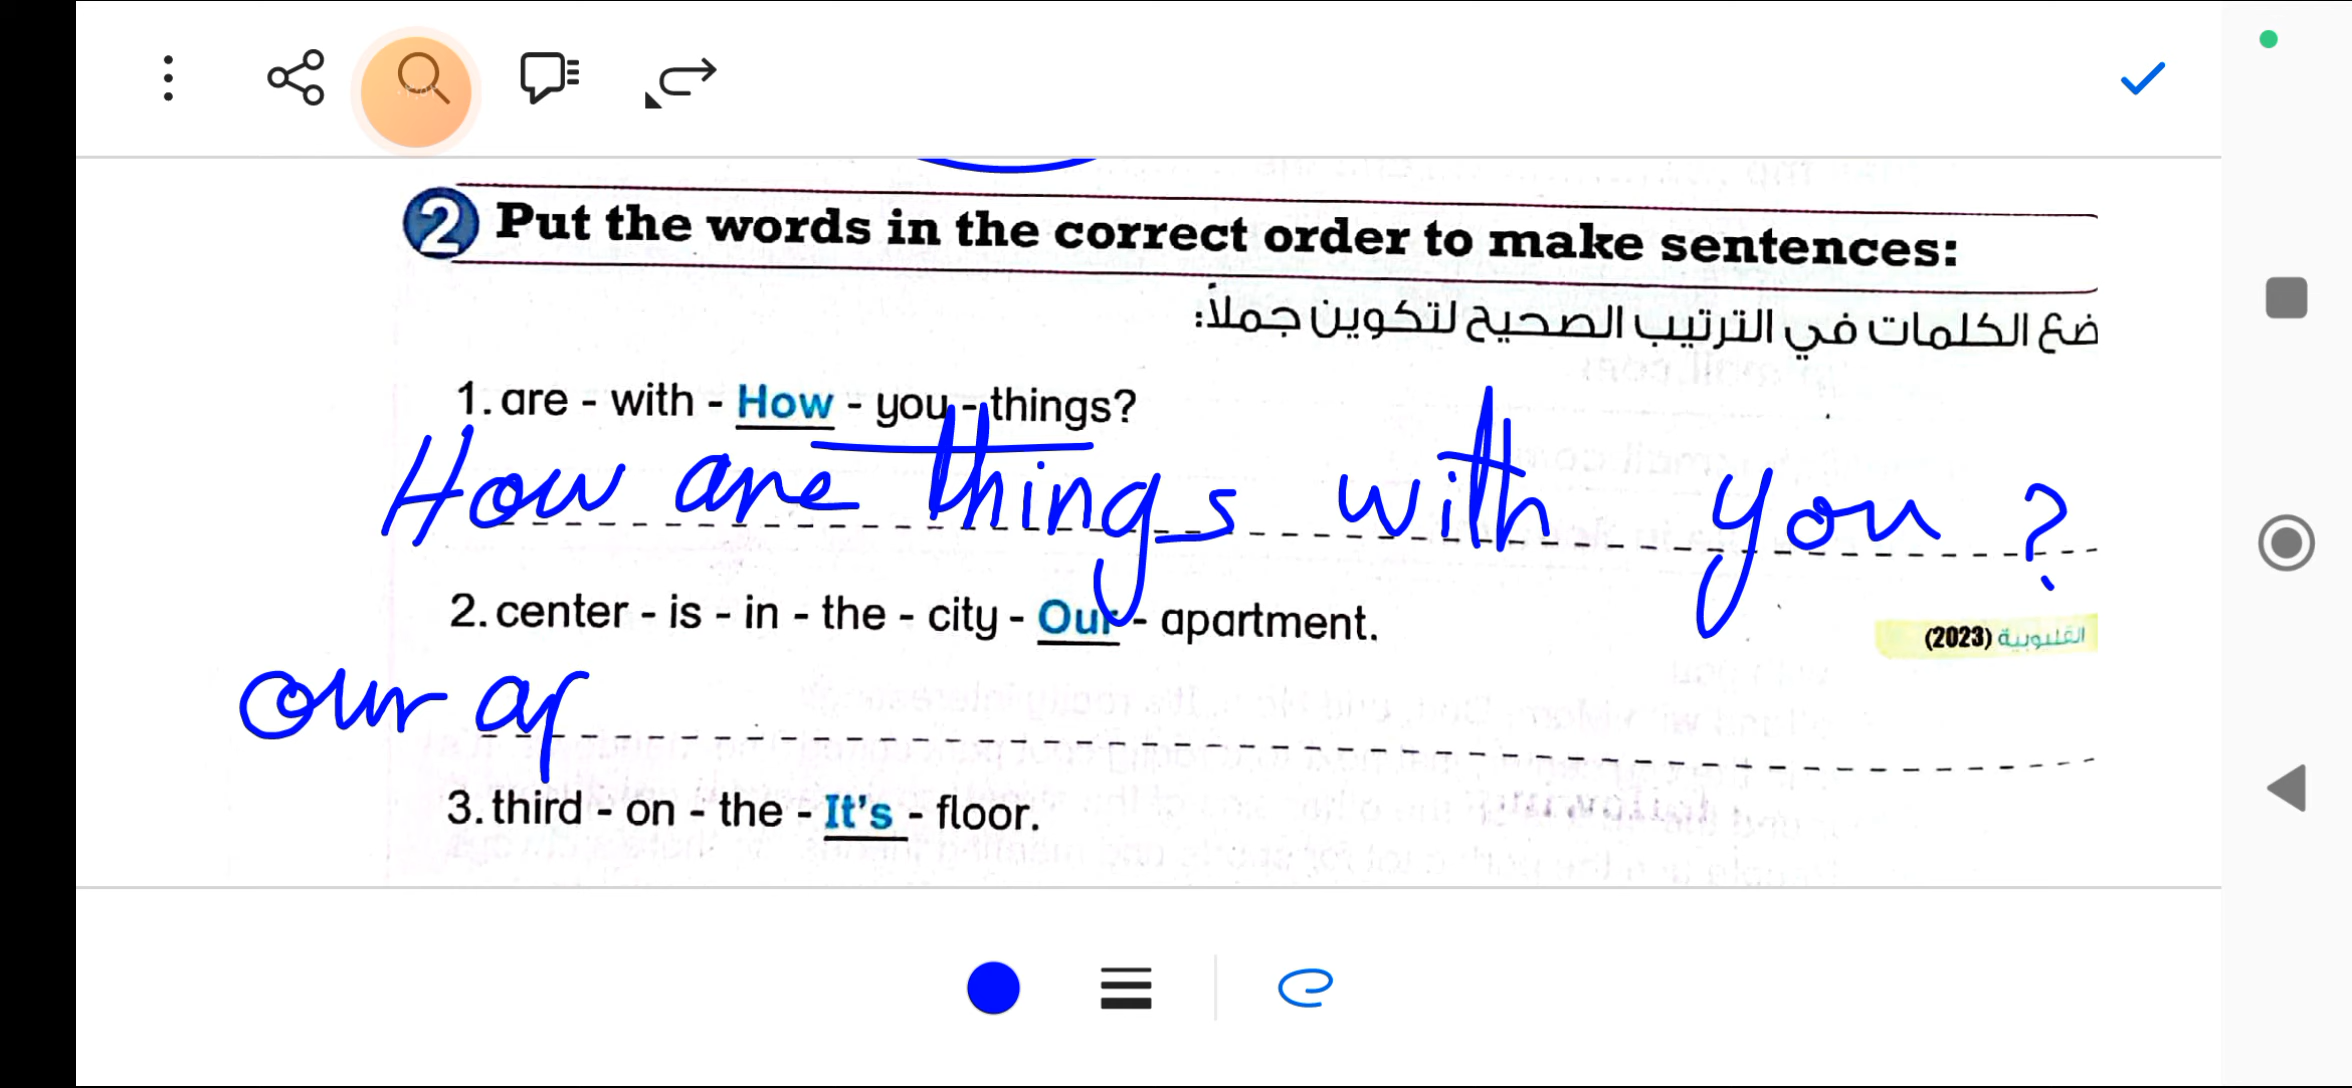 2 Put the words in the correct order to make sentences:
ضع الكلمات في الترتيب الصحيح لتكوين جملاً:
1. are - with - How - you - things?
How are things with you ?
2. center - is - in - the - city - Our - apartment.
القليوبية (2023)
our ap
3. third - on - the - It's - floor.